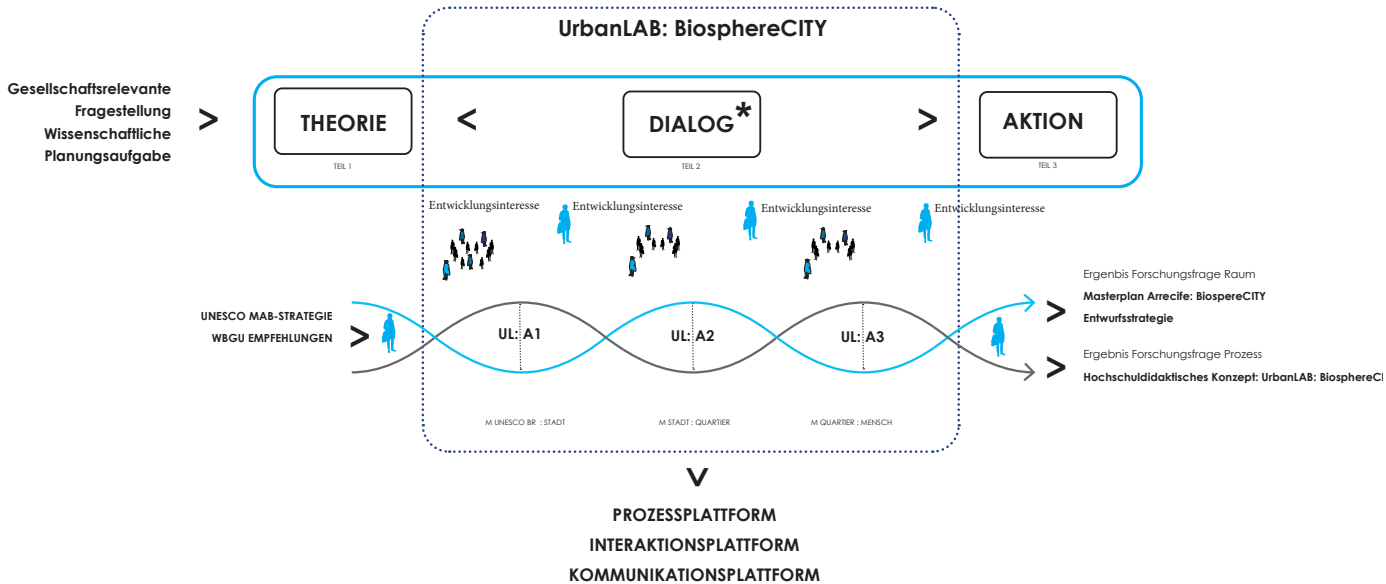 UrbanLAB: BiosphereCITY
Gesellschaftsrelevante
Fragestellung
Wissenschaftliche
Planungsaufgabe
>
THEORIE
TEIL 1
<
DIALOG*
TEIL 2
>
AKTION
TEIL 3
Entwicklungsinteresse
Entwicklungsinteresse
Entwicklungsinteresse
Entwicklungsinteresse
UNESCO MAB-STRATEGIE
WBGU EMPFEHLUNGEN
>
UL: A1
UL: A2
UL: A3
>
Ergenbis Forschungsfrage Raum
Masterplan Arrecife: BiospereCITY
Entwurfsstrategie
>
Ergebnis Forschungsfrage Prozess
Hochschuldidaktisches Konzept: UrbanLAB: BiosphereCI
M UNESCO BR : STADT
M STADT : QUARTIER
M QUARTIER : MENSCH
>
PROZESSPLATTFORM
INTERAKTIONSPLATTFORM
KOMMUNIKATIONSPLATTFORM